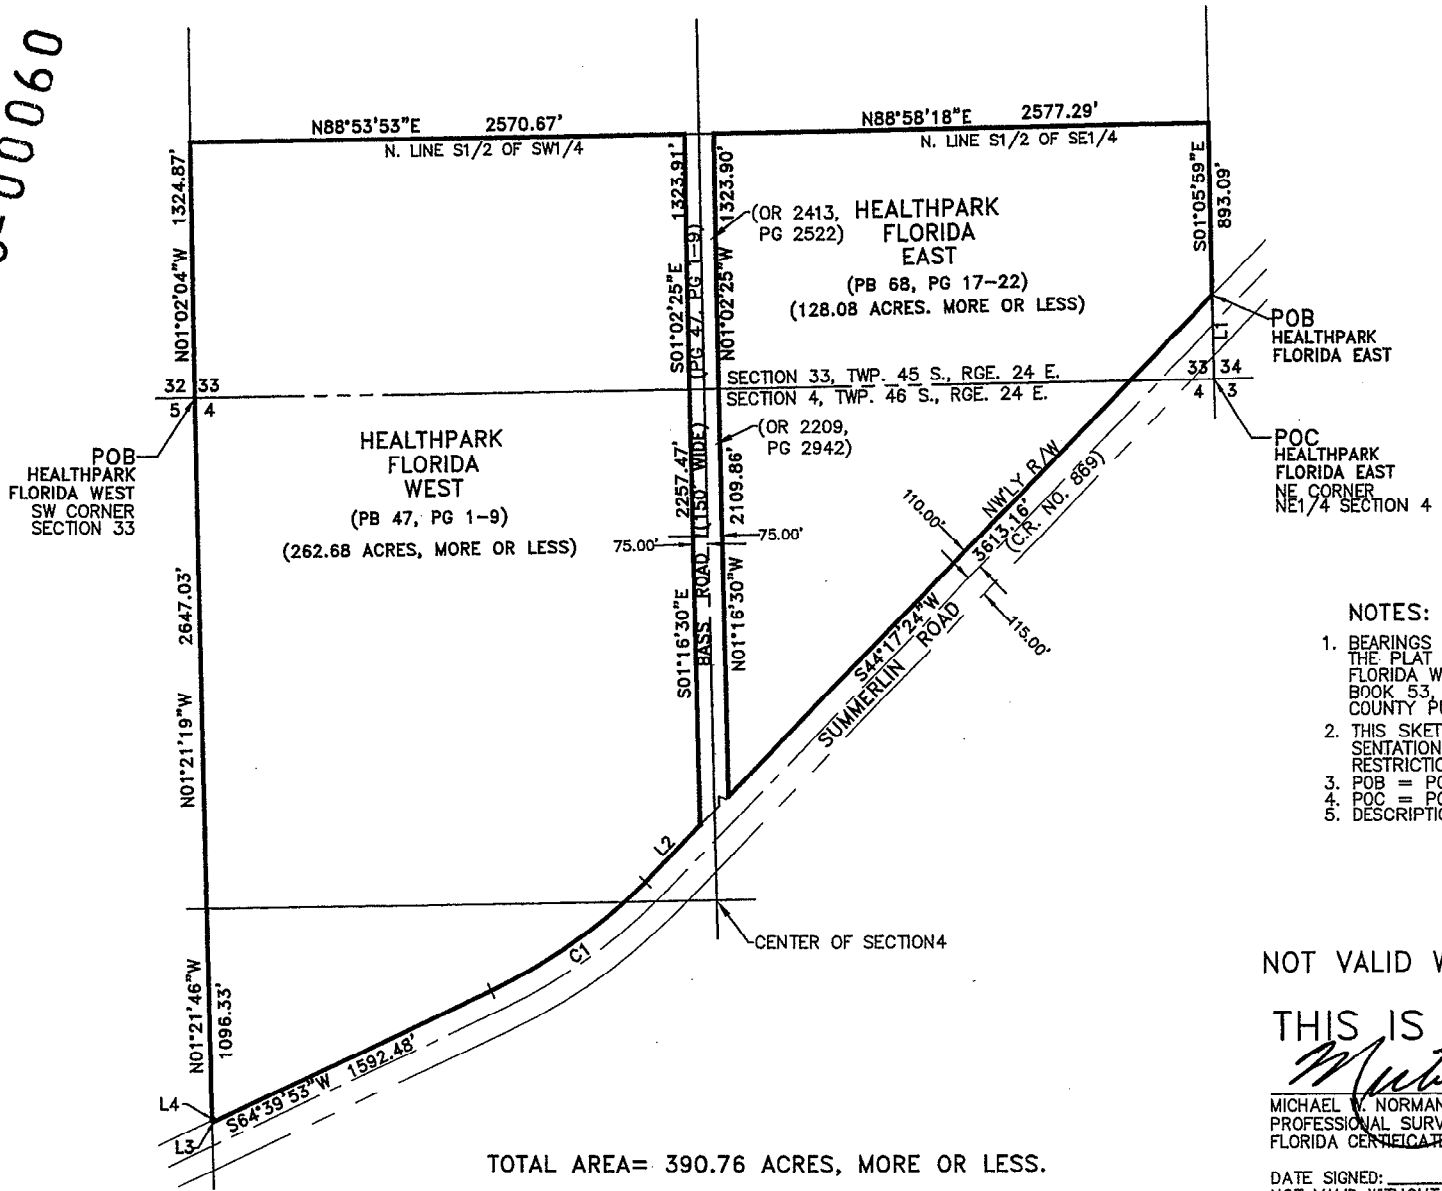 00060
N88°53'53"E 2570.67'
N. LINE S1/2 OF SW1/4
N88°58'18"E 2577.29'
N. LINE S1/2 OF SE1/4
N01°02'04"W 1324.87'
S01°02'25"E 1323.91'
(PG 47, PG 1-9)
N01°02'25"W 1323.90'
(OR 2413,
PG 2522)
HEALTHPARK
FLORIDA
EAST
(PB 68, PG 17-22)
(128.08 ACRES. MORE OR LESS)
S01°05'59"E
893.09'
L1
POB
HEALTHPARK
FLORIDA EAST
32 33
5 4
SECTION 33, TWP. 45 S., RGE. 24 E.
SECTION 4, TWP. 46 S., RGE. 24 E.
33 34
4 3
POB
HEALTHPARK
FLORIDA WEST
SW CORNER
SECTION 33
HEALTHPARK
FLORIDA
WEST
(PB 47, PG 1-9)
(262.68 ACRES, MORE OR LESS)
(OR 2209,
PG 2942)
POC
HEALTHPARK
FLORIDA EAST
NE CORNER
NE1/4 SECTION 4
75.00'
75.00'
S01°16'30"E 2257.47'
BASS ROAD (150' WIDE)
N01°16'30"W 2109.86'
NW'LY R/W
3613.16'
(C.R. NO. 869)
110.00'
115.00'
S44°17'24"W
SUMMERLIN ROAD
N01°21'19"W 2647.03'
NOTES:
1. BEARINGS
THE PLAT
FLORIDA W
BOOK 53,
COUNTY P
2. THIS SKET
SENTATION
RESTRICTIO
3. POB = PO
4. POC = PO
5. DESCRIPTIO
L2
C1
CENTER OF SECTION4
N01°21'46"W
1096.33'
S64°39'53"W 1592.48'
L4
L3
NOT VALID W
THIS IS
MICHAEL W. NORMAN
PROFESSIONAL SURV
FLORIDA CERTIFICATE
DATE SIGNED:
TOTAL AREA= 390.76 ACRES, MORE OR LESS.